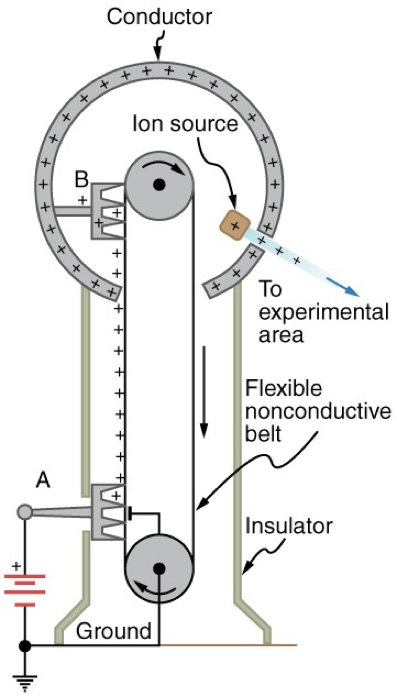 Conductor
Ion source
B
To
experimental
area
Flexible
nonconductive
belt
A
Insulator
Ground